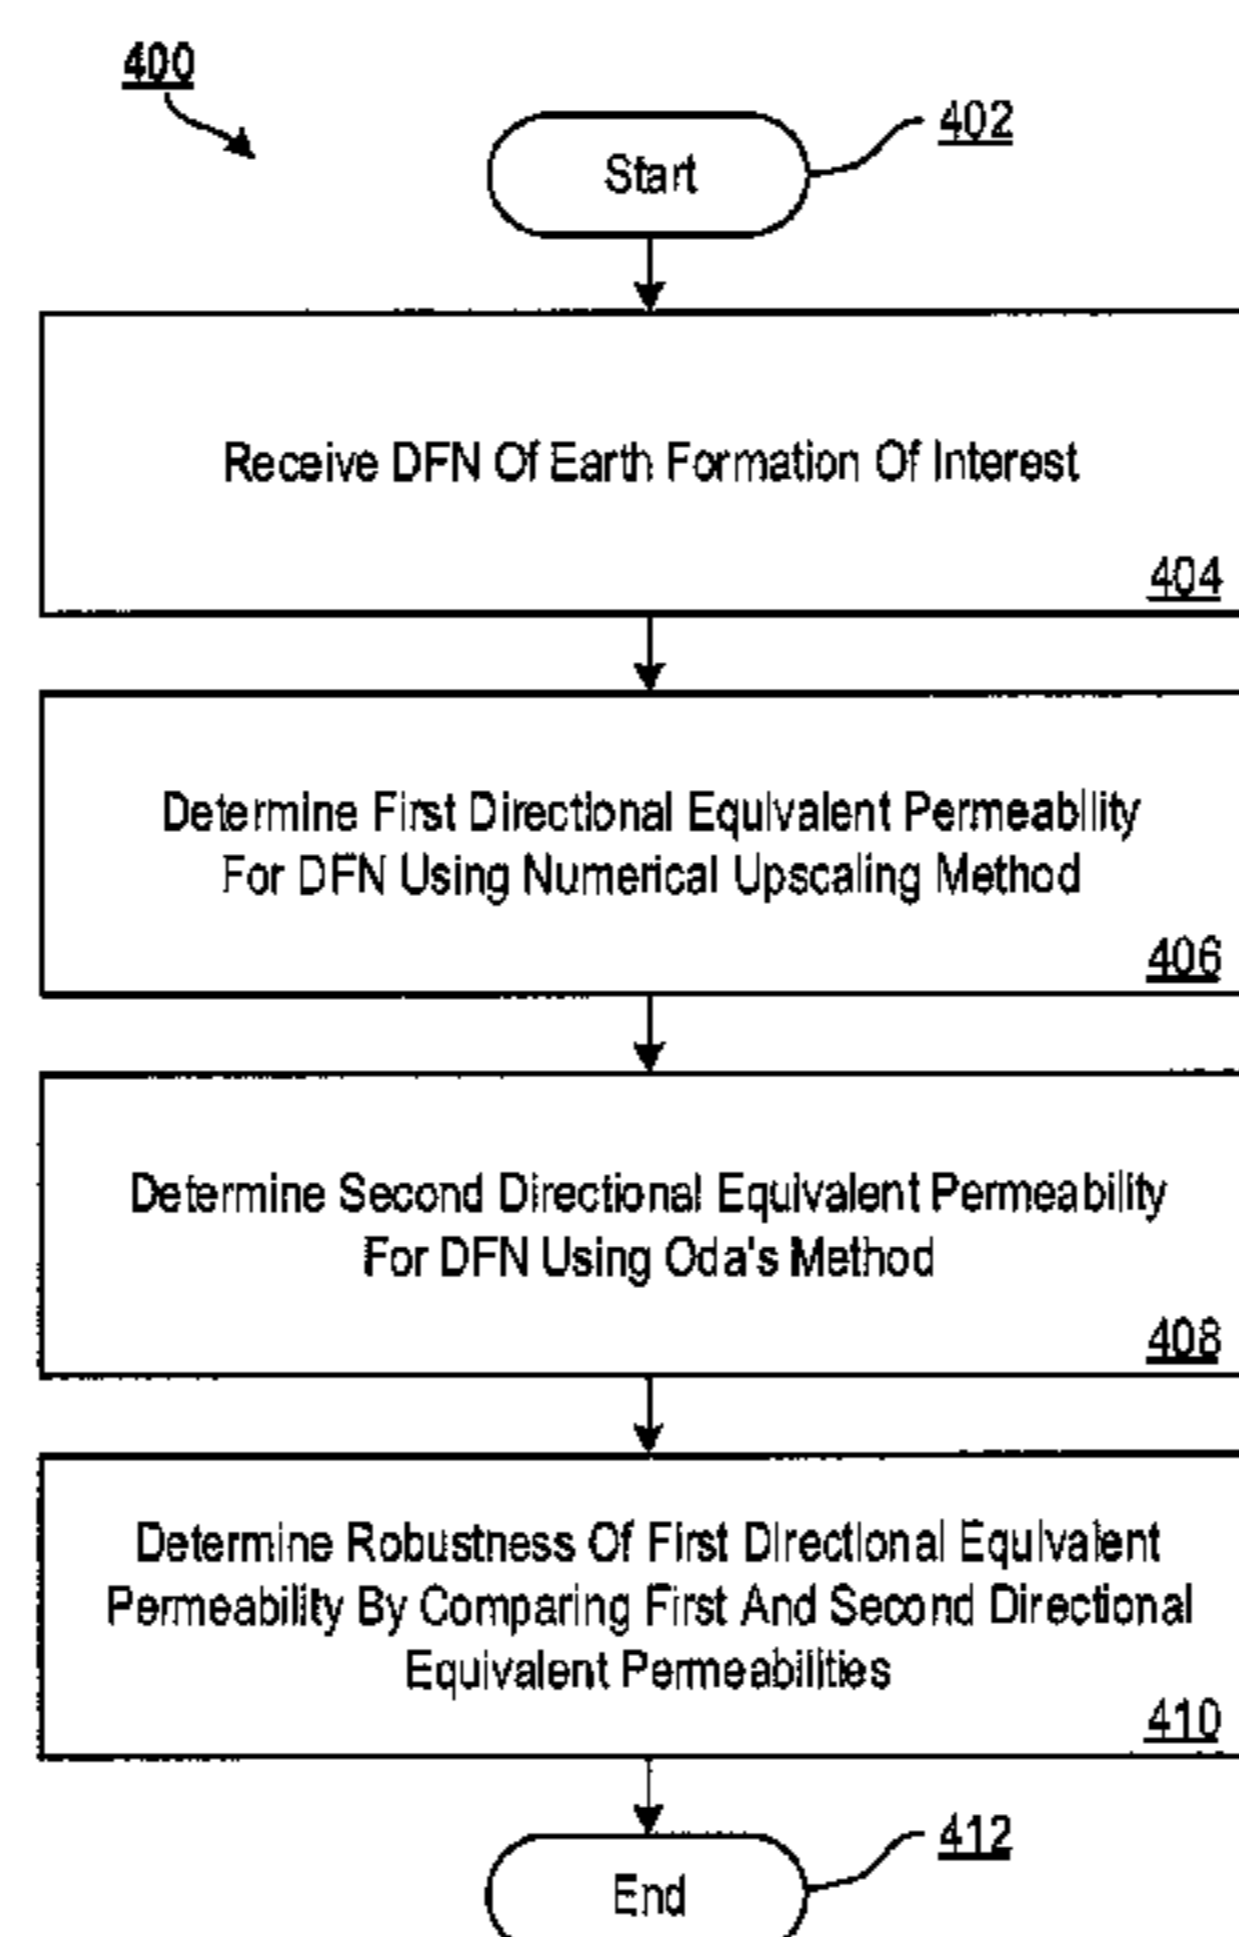 400
Start
402
Receive DFN Of Earth Formation Of Interest
404
Determine First Directional Equivalent Permeability
For DFN Using Numerical Upscaling Method
406
Determine Second Directional Equivalent Permeability
For DFN Using Oda's Method
408
Determine Robustness Of First Directional Equivalent
Permeability By Comparing First And Second Directional
Equivalent Permeabilities
410
End
412